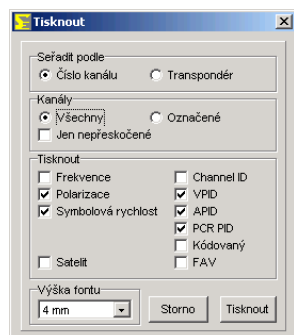 Tisknout
Seřadit podle
Číslo kanálu Transpondér
Kanály
Všechny Označené
Jen nepřeskočené
Tisknout
Frekvence Channel ID
Polarizace VPID
Symbolová rychlost APID
PCR PID
Kódovaný
Satelit FAV
Výška fontu
4 mm Storno Tisknout